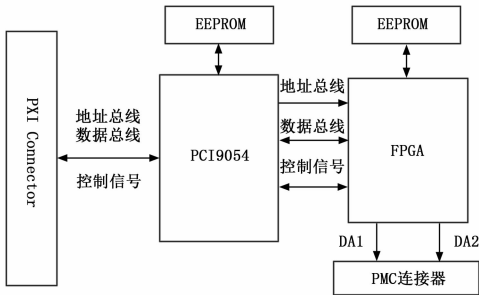 EEPROM
EEPROM
PXI Connector
地址总线
数据总线
控制信号
PCI9054
地址总线
数据总线
控制信号
FPGA
DA1
DA2
PMC连接器